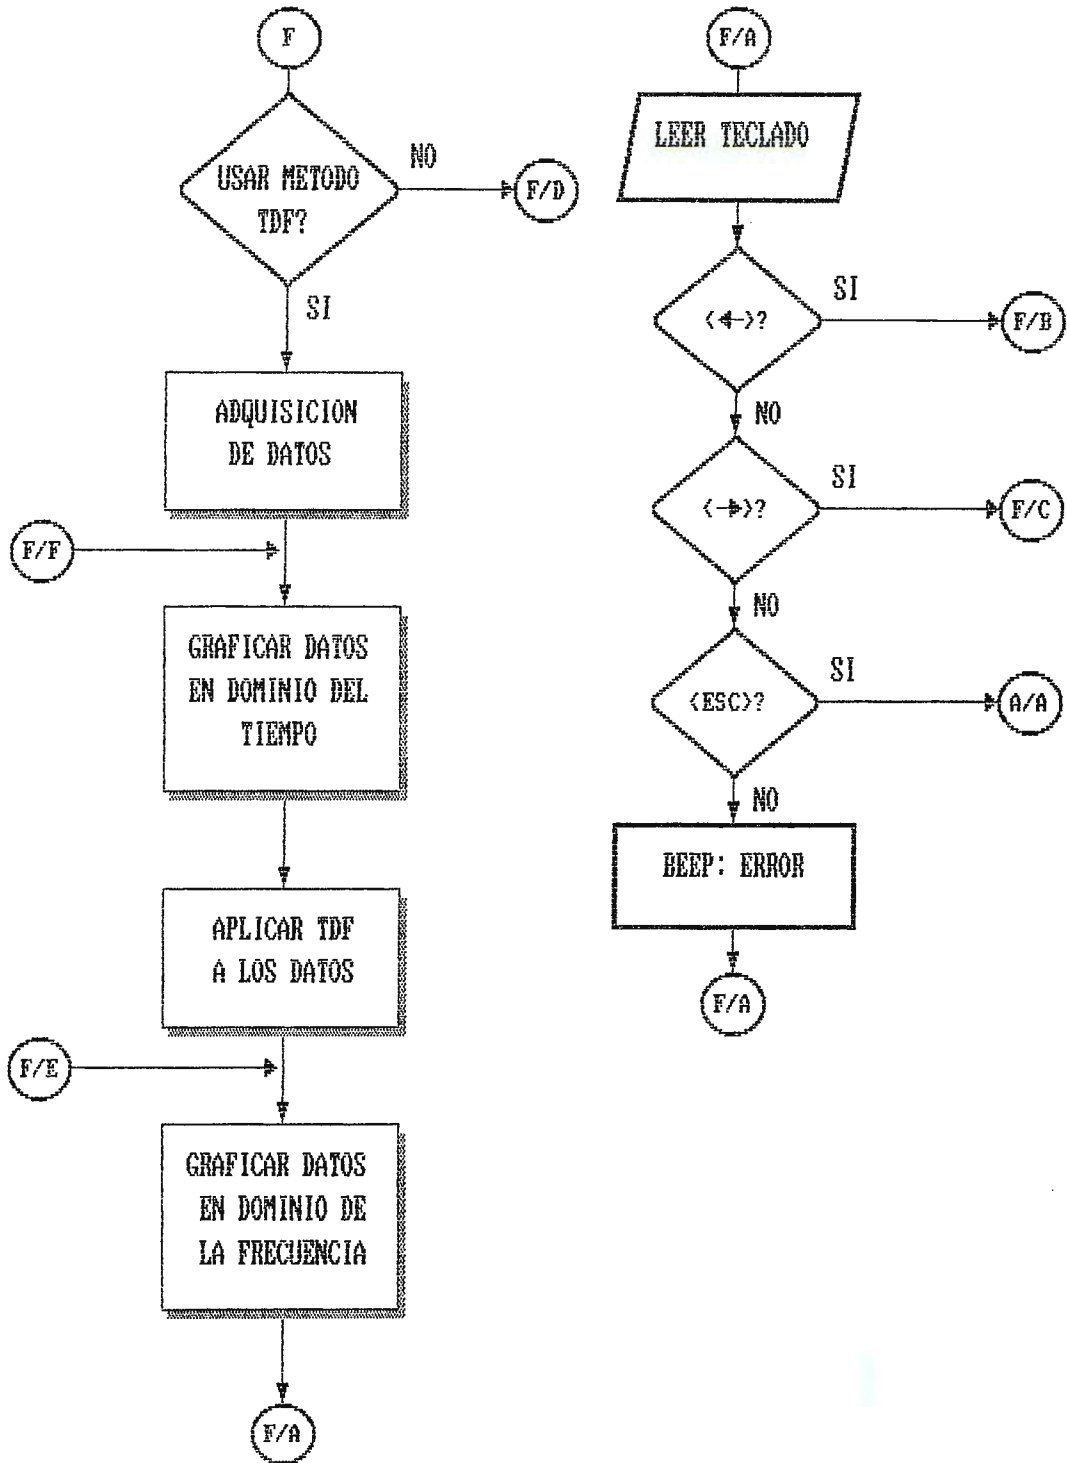 F
USAR METODO
TDF?
NO
F/D
SI
ADQUISICION
DE DATOS
F/F
GRAFICAR DATOS
EN DOMINIO DEL
TIEMPO
APLICAR TDF
A LOS DATOS
F/E
GRAFICAR DATOS
EN DOMINIO DE
LA FRECUENCIA
F/A
F/A
LEER TECLADO
<←>?
SI
F/B
NO
<→>?
SI
F/C
NO
<ESC>?
SI
A/A
NO
BEEP: ERROR
F/A